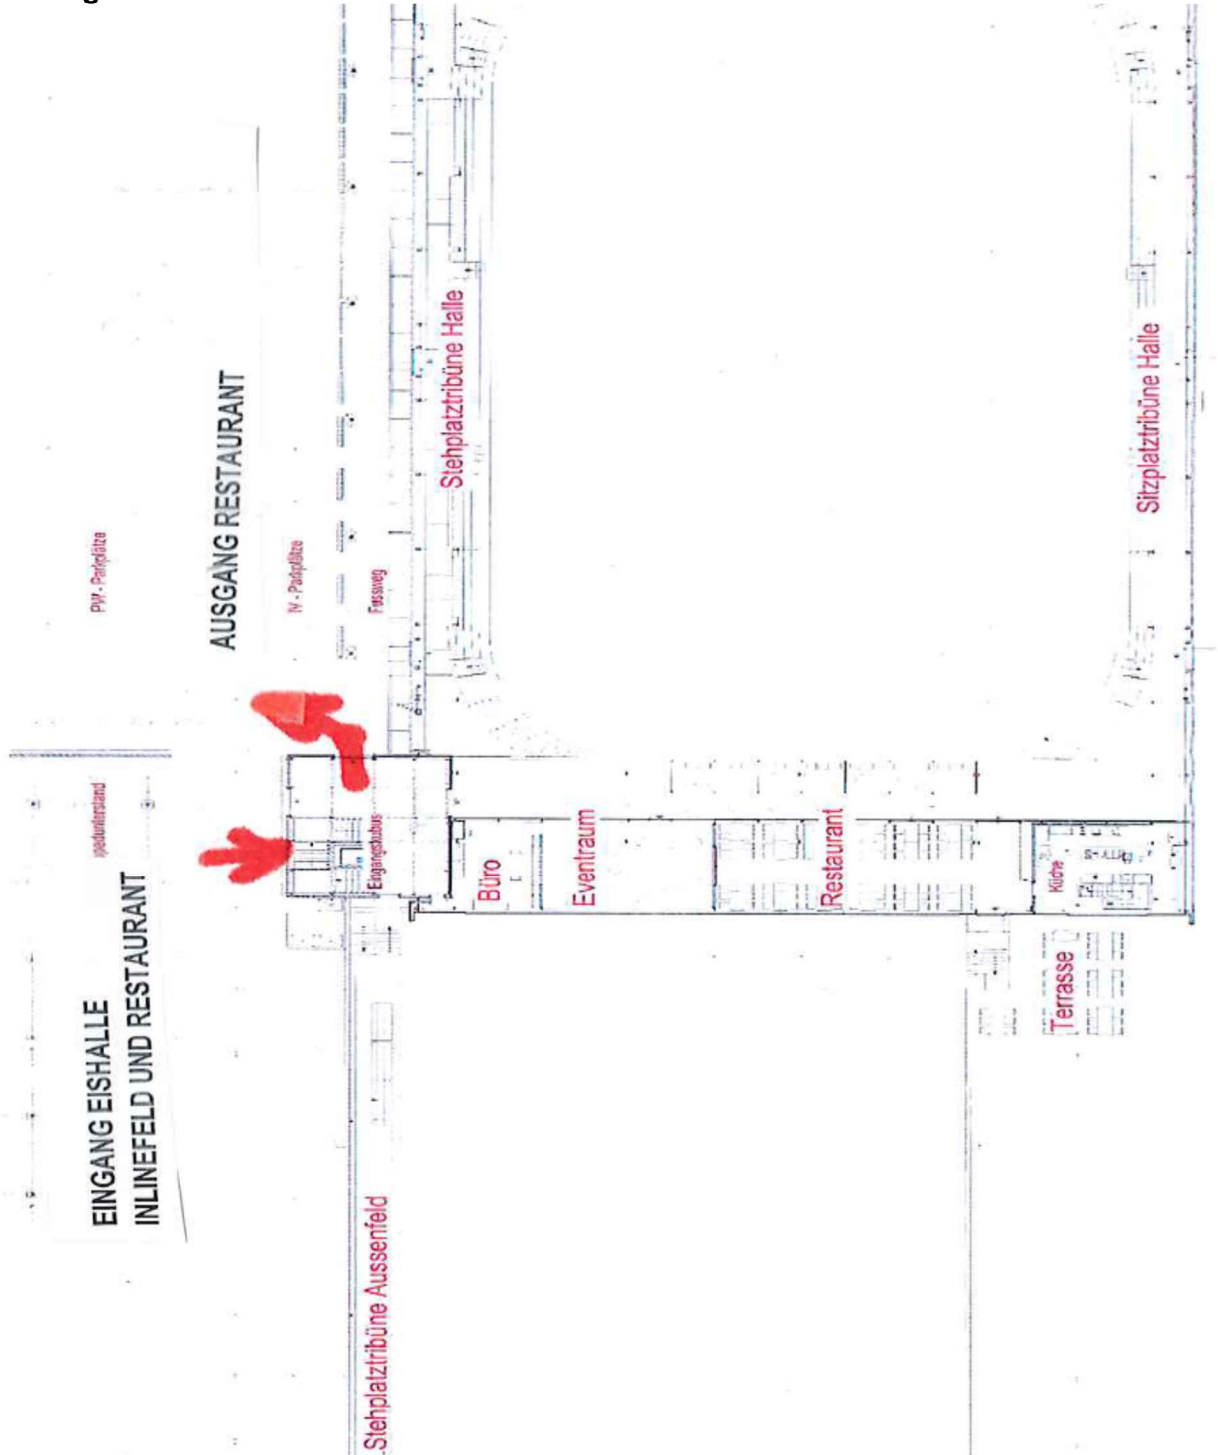 PW - Parkplätze
AUSGANG RESTAURANT
IV - Parkplätze
Fussweg
Stehplatztribüne Halle
Sitzplatztribüne Halle
EINGANG EISHALLE
INLINEFELD UND RESTAURANT
Eingangskubus
Büro
Eventraum
Restaurant
Küche
Terrasse
Stehplatztribüne Aussenfeld